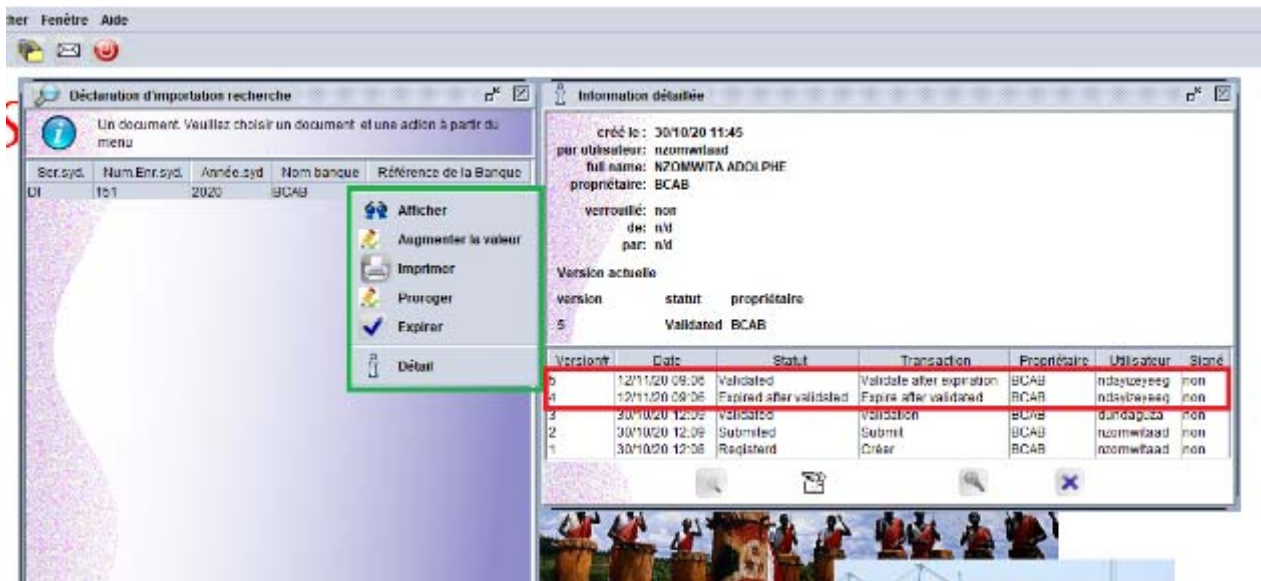 her Fenêtre Aide
Déclaration d'importation recherche
Un document. Veuillez choisir un document et une action à partir du
menu
Ser.syd. Num.Enr.syd. Année.syd Nom banque Référence de la Banque
DI 151 2020 BCAB
Afficher
Augmenter la valeur
Imprimer
Proroger
Expirer
Détail
Information détaillée
créé le : 30/10/20 11:45
par utilisateur: nzomwitaad
full name: NZOMWITA ADOLPHE
propriétaire: BCAB
verrouillé: non
de: n/d
par: n/d
Version actuelle
version statut propriétaire
5 Validated BCAB
Version# Date Statut Transaction Propriétaire Utilisateur Signé
5 12/11/20 09:06 Validated Validate after expiration BCAB ndayizeyeeg non
4 12/11/20 09:06 Expired after validated Expire after validated BCAB ndayizeyeeg non
3 30/10/20 12:09 Validated Validation BCAB dundaguza non
2 30/10/20 12:09 Submited Submit BCAB nzomwitaad non
1 30/10/20 12:08 Registerd Créer BCAB nzomwitaad non